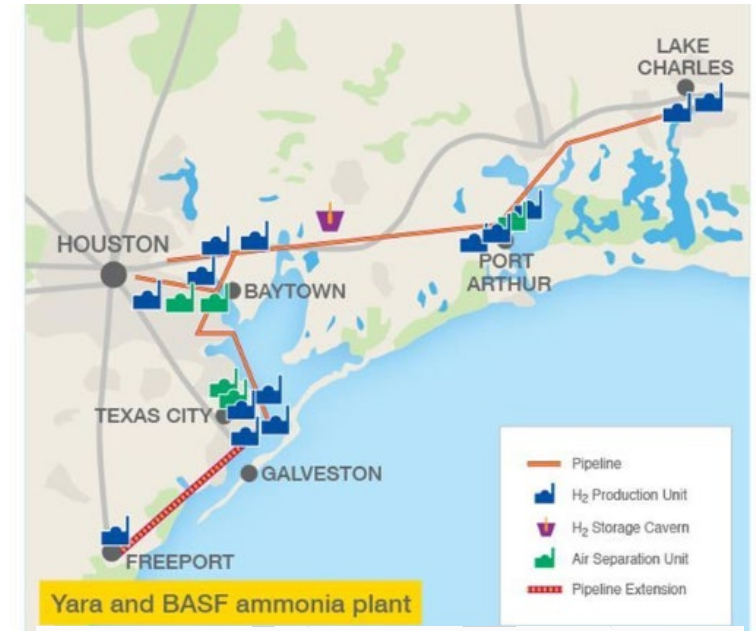 LAKE
CHARLES
HOUSTON
BAYTOWN
PORT
ARTHUR
TEXAS CITY
GALVESTON
FREEPORT
Pipeline
H₂ Production Unit
H₂ Storage Cavern
Air Separation Unit
Pipeline Extension
Yara and BASF ammonia plant